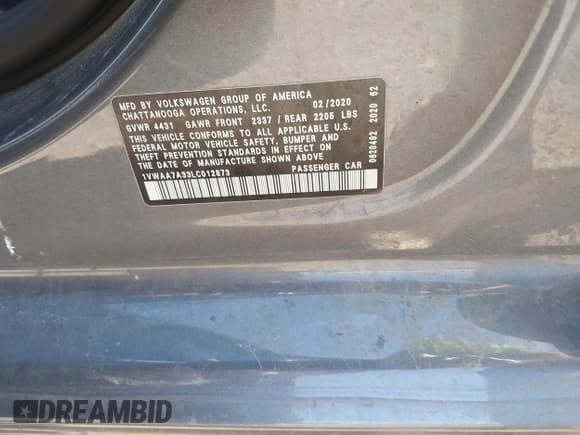 MFD BY VOLKSWAGEN GROUP OF AMERICA
CHATTANOOGA OPERATIONS, LLC. 02/2020
GVWR 4431 GAWR FRONT 2337 / REAR 2205 LBS
THIS VEHICLE CONFORMS TO ALL APPLICABLE U.S.
FEDERAL MOTOR VEHICLE SAFETY, BUMPER AND
THEFT PREVENTION STANDARDS IN EFFECT ON
THE DATE OF MANUFACTURE SHOWN ABOVE
1VWAA7A33LC012873 PASSENGER CAR
0620492 2020 62
DREAMBID